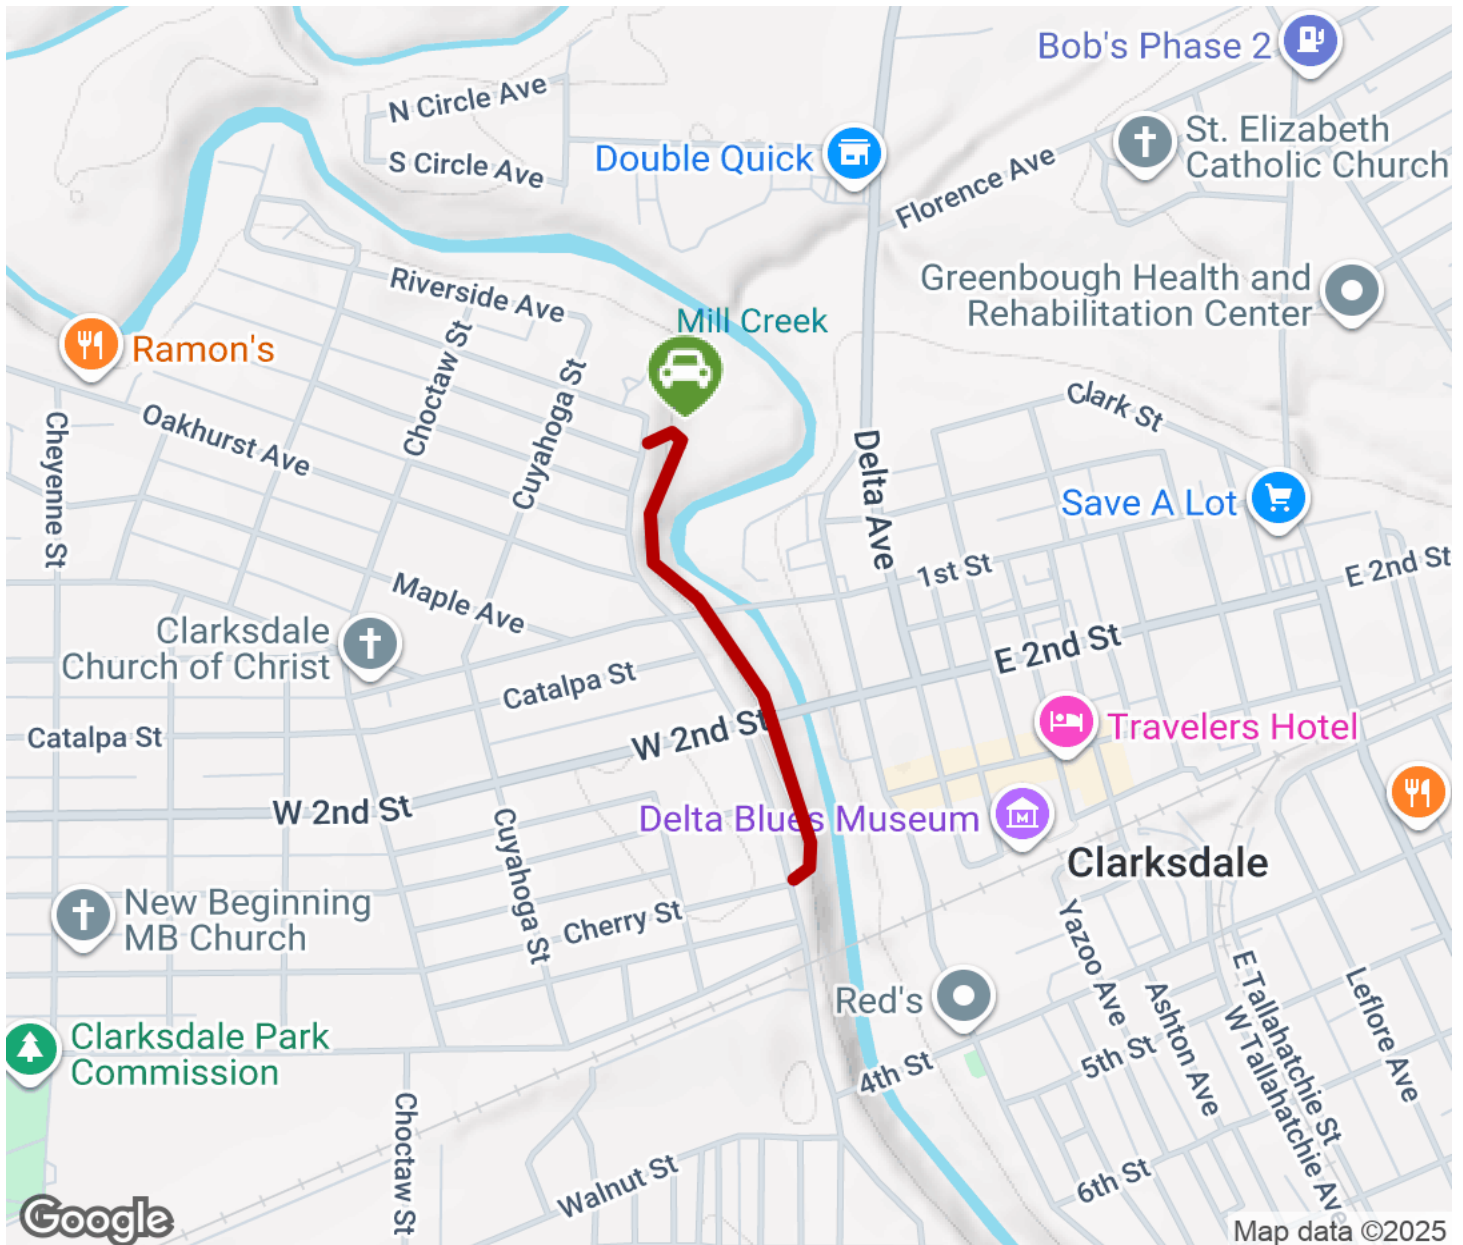 Bob's Phase 2
N Circle Ave
St. Elizabeth
Catholic Church
Double Quick
S Circle Ave
Florence Ave
Riverside Ave
Greenbough Health and
Rehabilitation Center
Mill Creek
Ramon's
Choctaw St
Cuyahoga St
Clark St
Oakhurst Ave
Cheyenne St
Delta Ave
Save A Lot
1st St
E 2nd St
Maple Ave
Clarksdale
Church of Christ
E 2nd St
Catalpa St
Catalpa St
W 2nd St
Travelers Hotel
W 2nd St
Delta Blues Museum
Cuyahoga St
Clarksdale
New Beginning
MB Church
Cherry St
Yazoo Ave
Red's
E Tallahatchie St
W Tallahatchie Ave
Leflore Ave
Ashton Ave
Clarksdale Park
Commission
4th St
5th St
Choctaw St
Walnut St
6th St
Google
Map data ©2025